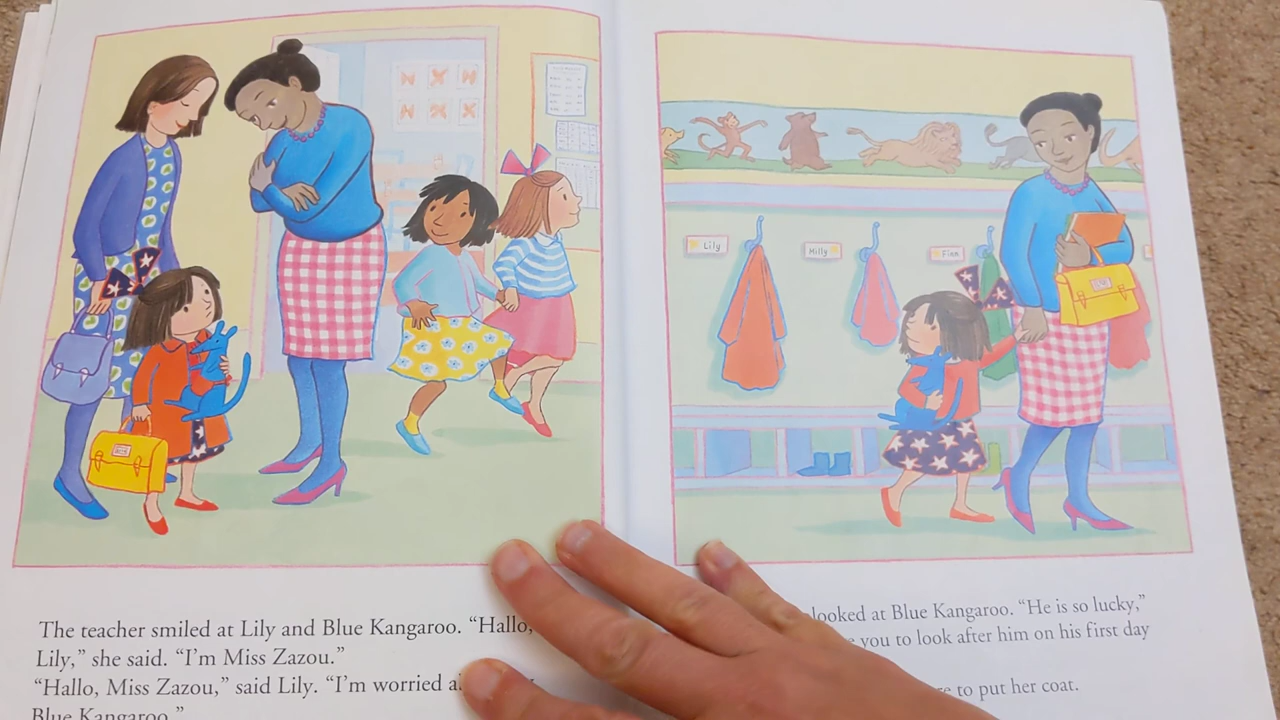 Lily
Milly
Finn
The teacher smiled at Lily and Blue Kangaroo. “Hallo,
Lily,” she said. “I’m Miss Zazou.”
“Hallo, Miss Zazou,” said Lily. “I’m worried
Blue Kangaroo.”
looked at Blue Kangaroo. “He is so lucky,”
you to look after him on his first day
to put her coat.